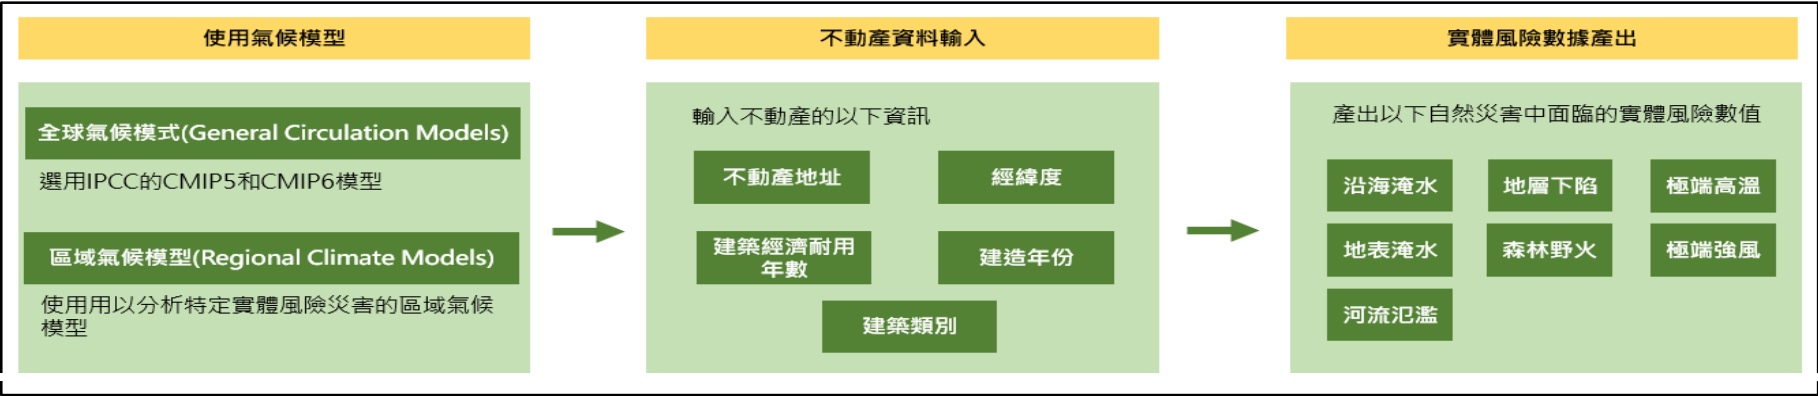 使用氣候模型
全球氣候模式(General Circulation Models)
選用IPCC的CMIP5和CMIP6模型
區域氣候模型(Regional Climate Models)
使用用以分析特定實體風險災害的區域氣候
模型
不動產資料輸入
輸入不動產的以下資訊
不動產地址
經緯度
建築經濟耐用
年數
建造年份
建築類別
實體風險數據產出
產出以下自然災害中面臨的實體風險數值
沿海淹水
地層下陷
極端高溫
地表淹水
森林野火
極端強風
河流氾濫